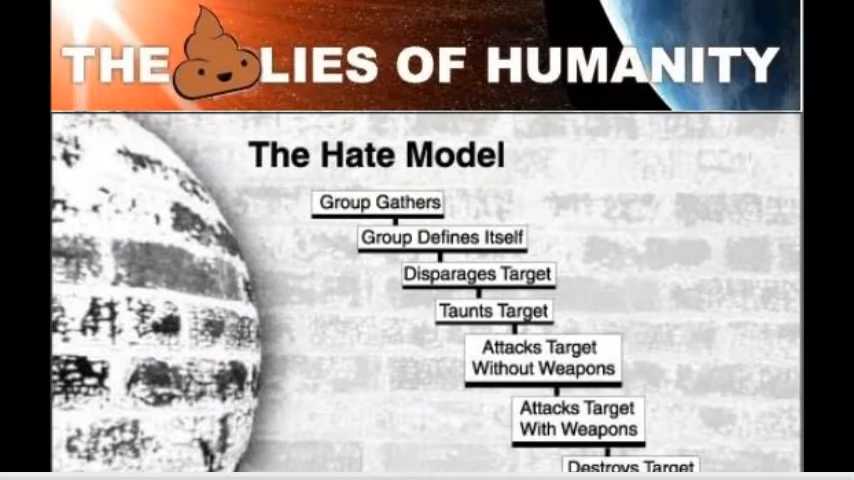 THE LIES OF HUMANITY
The Hate Model
Group Gathers
Group Defines Itself
Disparages Target
Taunts Target
Attacks Target
Without Weapons
Attacks Target
With Weapons
Destroys Target